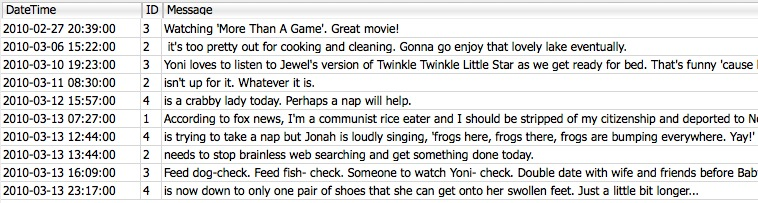 DateTime ID Message
2010-02-27 20:39:00 3 Watching 'More Than A Game'. Great movie!
2010-03-06 15:22:00 2 it's too pretty out for cooking and cleaning. Gonna go enjoy that lovely lake eventually.
2010-03-10 19:23:00 3 Yoni loves to listen to Jewel's version of Twinkle Twinkle Little Star as we get ready for bed. That's funny 'cause
2010-03-11 08:30:00 2 isn't up for it. Whatever it is.
2010-03-12 15:57:00 4 is a crabby lady today. Perhaps a nap will help.
2010-03-13 07:27:00 1 According to fox news, I'm a communist rice eater and I should be stripped of my citizenship and deported to
2010-03-13 12:44:00 4 is trying to take a nap but Jonah is loudly singing, 'frogs here, frogs there, frogs are bumping everywhere. Yay!'
2010-03-13 13:44:00 2 needs to stop brainless web searching and get something done today.
2010-03-13 16:09:00 3 Feed dog-check. Feed fish- check. Someone to watch Yoni- check. Double date with wife and friends before
2010-03-13 23:17:00 4 is now down to only one pair of shoes that she can get onto her swollen feet. Just a little bit longer...